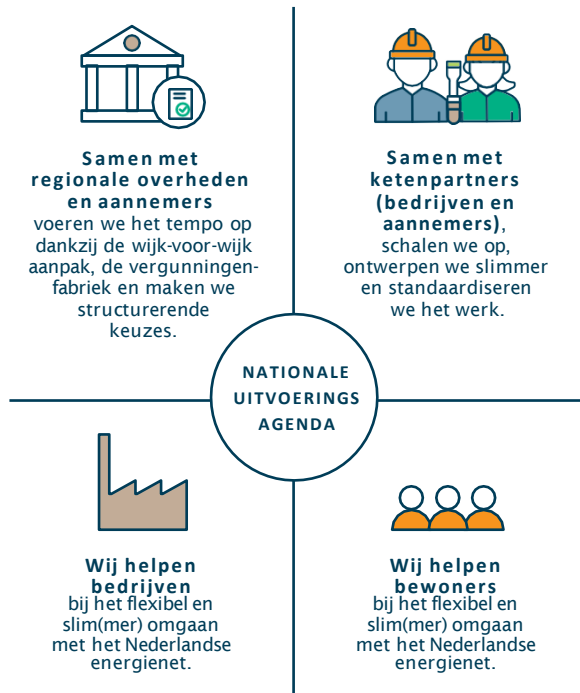 Samen met
regionale overheden
en aannemers
voeren we het tempo op
dankzij de wijk-voor-wijk
aanpak, de vergunningen-
fabriek en maken we
structurerende
keuzes.
Samen met
ketenpartners
(bedrijven en
aannemers),
schalen we op,
ontwerpen we slimmer
en standaardiseren
we het werk.
NATIONALE
UITVOERINGS
AGENDA
Wij helpen
bedrijven
bij het flexibel en
slim(mer) omgaan
met het Nederlandse
energienet.
Wij helpen
bewoners
bij het flexibel en
slim(mer) omgaan
met het Nederlandse
energienet.